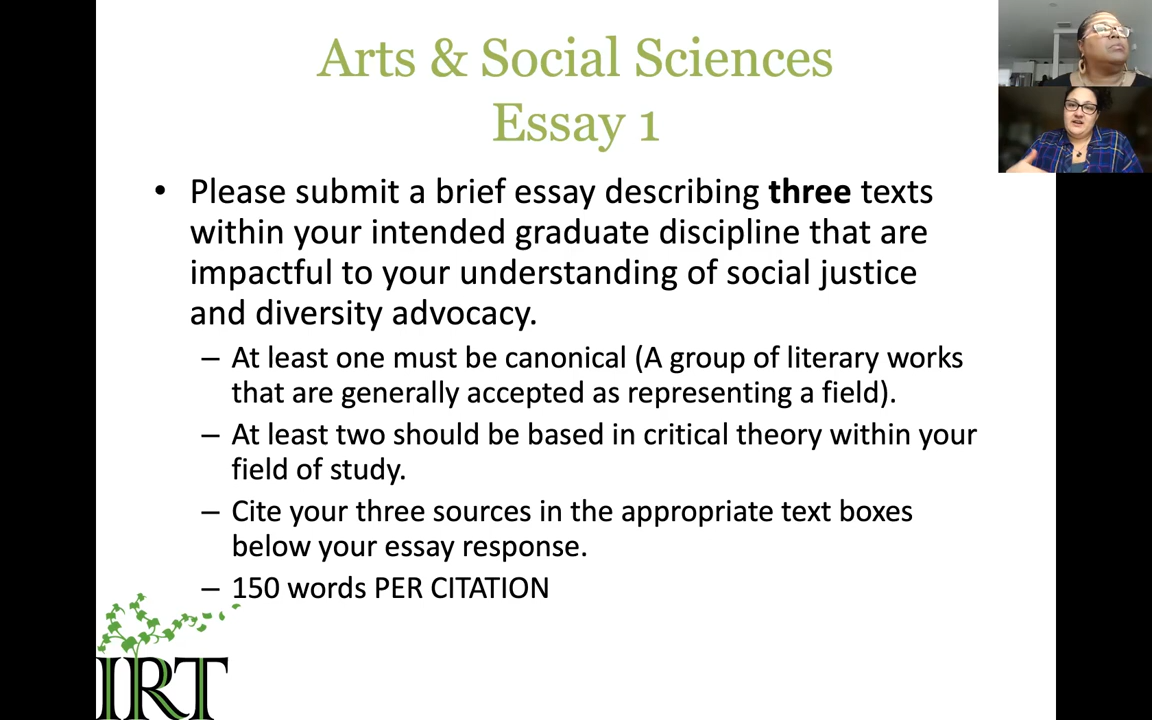 Arts & Social Sciences
Essay 1
• Please submit a brief essay describing three texts
within your intended graduate discipline that are
impactful to your understanding of social justice
and diversity advocacy.
– At least one must be canonical (A group of literary works
that are generally accepted as representing a field).
– At least two should be based in critical theory within your
field of study.
– Cite your three sources in the appropriate text boxes
below your essay response.
– 150 words PER CITATION
IRT